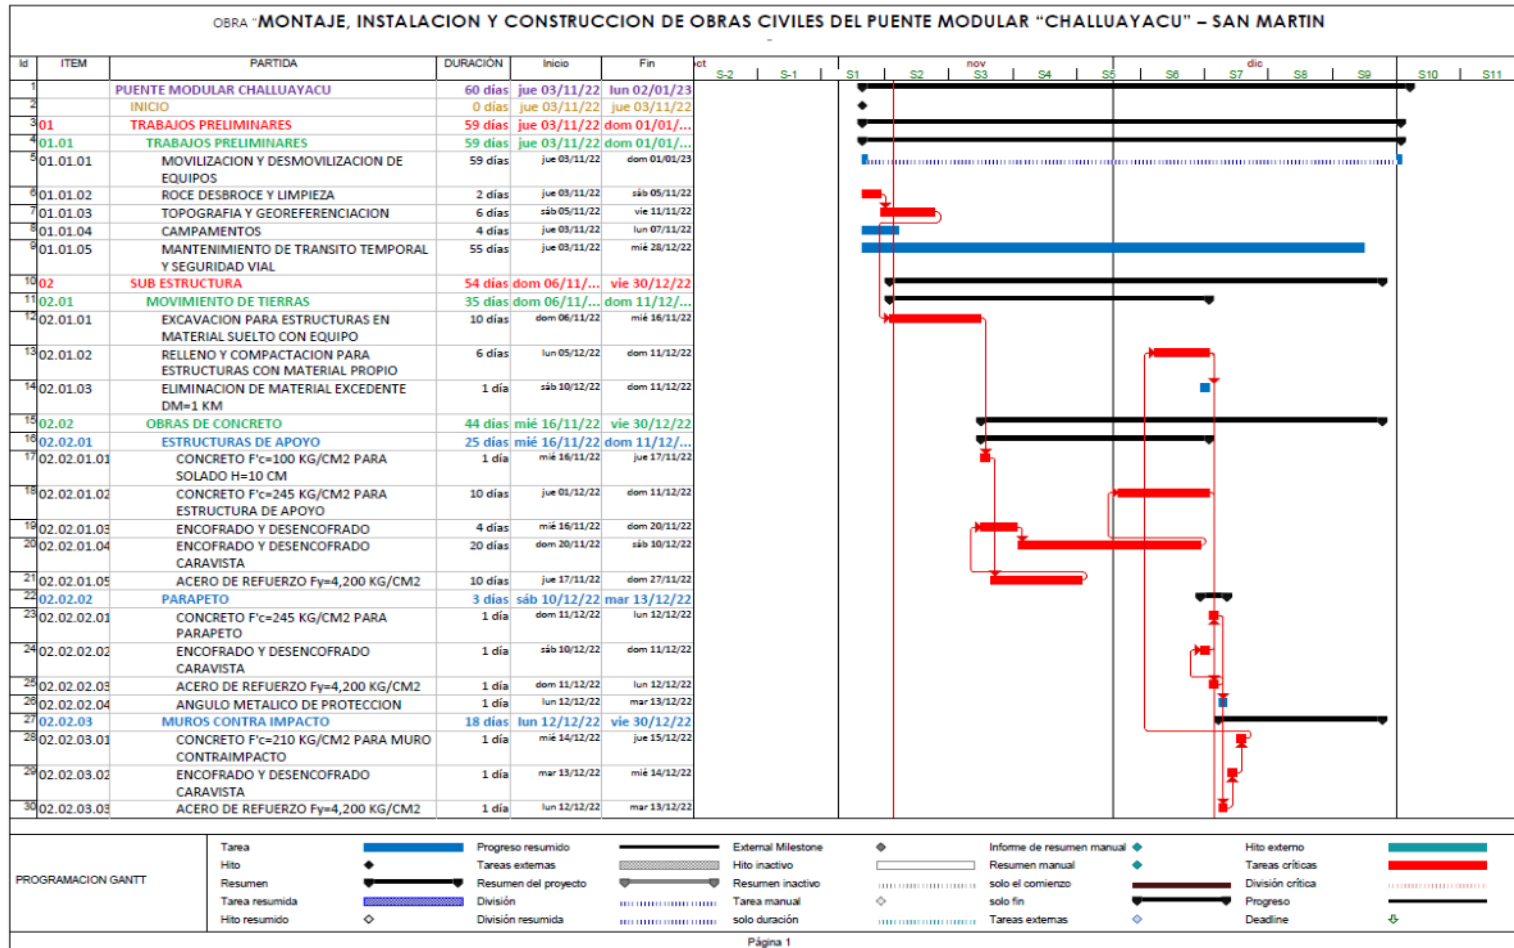 OBRA "MONTAJE, INSTALACION Y CONSTRUCCION DE OBRAS CIVILES DEL PUENTE MODULAR “CHALLUAYACU” – SAN MARTIN
Id ITEM PARTIDA DURACIÓN Inicio Fin oct nov dic
S-2 S-1 S1 S2 S3 S4 S5 S6 S7 S8 S9 S10 S11
1 PUENTE MODULAR CHALLUAYACU 60 días jue 03/11/22 lun 02/01/23
2 INICIO 0 días jue 03/11/22 jue 03/11/22
3 01 TRABAJOS PRELIMINARES 59 días jue 03/11/22 dom 01/01/...
4 01.01 TRABAJOS PRELIMINARES 59 días jue 03/11/22 dom 01/01/...
5 01.01.01 MOVILIZACION Y DESMOVILIZACION DE 59 días jue 03/11/22 dom 01/01/23
EQUIPOS
6 01.01.02 ROCE DESBROCE Y LIMPIEZA 2 días jue 03/11/22 sáb 05/11/22
7 01.01.03 TOPOGRAFIA Y GEOREFERENCIACION 6 días sáb 05/11/22 vie 11/11/22
8 01.01.04 CAMPAMENTOS 4 días jue 03/11/22 lun 07/11/22
9 01.01.05 MANTENIMIENTO DE TRANSITO TEMPORAL 55 días jue 03/11/22 mié 28/12/22
Y SEGURIDAD VIAL
10 02 SUB ESTRUCTURA 54 días dom 06/11/... vie 30/12/22
11 02.01 MOVIMIENTO DE TIERRAS 35 días dom 06/11/... dom 11/12/...
12 02.01.01 EXCAVACION PARA ESTRUCTURAS EN 10 días dom 06/11/22 mié 16/11/22
MATERIAL SUELTO CON EQUIPO
13 02.01.02 RELLENO Y COMPACTACION PARA 6 días lun 05/12/22 dom 11/12/22
ESTRUCTURAS CON MATERIAL PROPIO
14 02.01.03 ELIMINACION DE MATERIAL EXCEDENTE 1 día sáb 10/12/22 dom 11/12/22
DM=1 KM
15 02.02 OBRAS DE CONCRETO 44 días mié 16/11/22 vie 30/12/22
16 02.02.01 ESTRUCTURAS DE APOYO 25 días mié 16/11/22 dom 11/12/...
17 02.02.01.01 CONCRETO F'c=100 KG/CM2 PARA 1 día mié 16/11/22 jue 17/11/22
SOLADO H=10 CM
18 02.02.01.02 CONCRETO F'c=245 KG/CM2 PARA 10 días jue 01/12/22 dom 11/12/22
ESTRUCTURA DE APOYO
19 02.02.01.03 ENCOFRADO Y DESENCOFRADO 4 días mié 16/11/22 dom 20/11/22
20 02.02.01.04 ENCOFRADO Y DESENCOFRADO 20 días dom 20/11/22 sáb 10/12/22
CARAVISTA
21 02.02.01.05 ACERO DE REFUERZO Fy=4,200 KG/CM2 10 días jue 17/11/22 dom 27/11/22
22 02.02.02 PARAPETO 3 días sáb 10/12/22 mar 13/12/22
23 02.02.02.01 CONCRETO F'c=245 KG/CM2 PARA 1 día dom 11/12/22 lun 12/12/22
PARAPETO
24 02.02.02.02 ENCOFRADO Y DESENCOFRADO 1 día sáb 10/12/22 dom 11/12/22
CARAVISTA
25 02.02.02.03 ACERO DE REFUERZO Fy=4,200 KG/CM2 1 día dom 11/12/22 lun 12/12/22
26 02.02.02.04 ANGULO METALICO DE PROTECCION 1 día lun 12/12/22 mar 13/12/22
27 02.02.03 MUROS CONTRA IMPACTO 18 días lun 12/12/22 vie 30/12/22
28 02.02.03.01 CONCRETO F'c=210 KG/CM2 PARA MURO 1 día mié 14/12/22 jue 15/12/22
CONTRAIMPACTO
29 02.02.03.02 ENCOFRADO Y DESENCOFRADO 1 día mar 13/12/22 mié 14/12/22
CARAVISTA
30 02.02.03.03 ACERO DE REFUERZO Fy=4,200 KG/CM2 1 día lun 12/12/22 mar 13/12/22
PROGRAMACION GANTT
Tarea Progreso resumido External Milestone Informe de resumen manual Hito externo
Hito Tareas externas Hito inactivo Resumen manual Tareas críticas
Resumen Resumen del proyecto Resumen inactivo solo el comienzo División crítica
Tarea resumida División Tarea manual solo fin Progreso
Hito resumido División resumida solo duración Tareas externas Deadline
Página 1